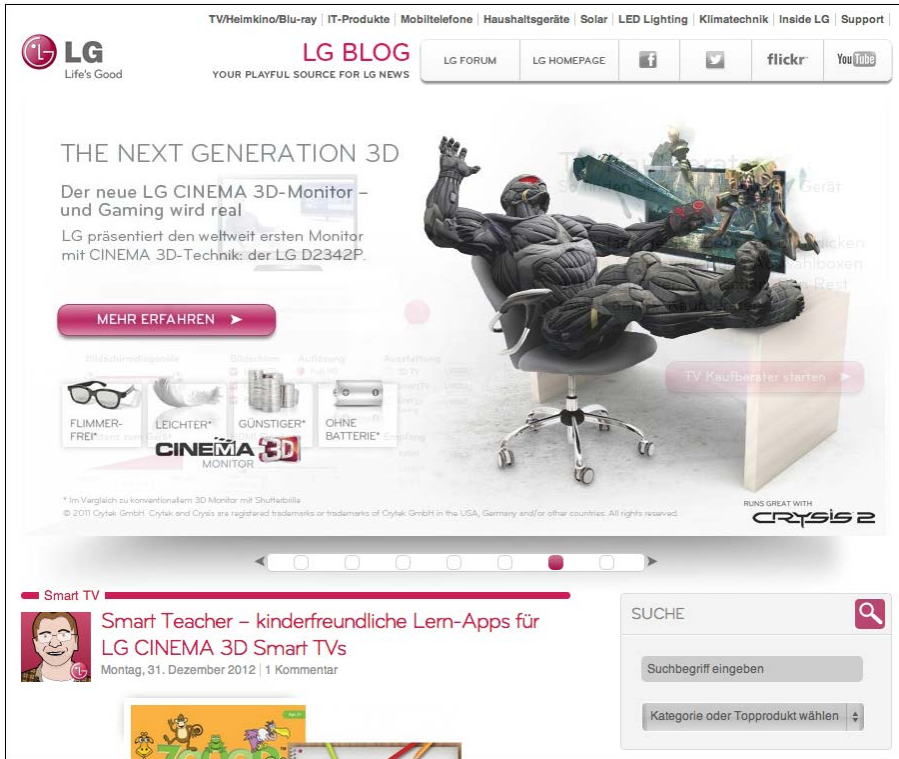 TV/Heimkino/Blu-ray | IT-Produkte | Mobiltelefone | Haushaltsgeräte | Solar | LED Lighting | Klimatechnik | Inside LG | Support
LG
Life's Good
LG BLOG
YOUR PLAYFUL SOURCE FOR LG NEWS
LG FORUM
LG HOMEPAGE
f
flickr
YouTube
THE NEXT GENERATION 3D
Der neue LG CINEMA 3D-Monitor –
und Gaming wird real
LG präsentiert den weltweit ersten Monitor
mit CINEMA 3D-Technik: der LG D2342P.
MEHR ERFAHREN
TV Kaufberater starten
Bildschirmdiagonale
Auflösung
Ausstattung
FLIMMER-
FREI*
LEICHTER*
GÜNSTIGER*
OHNE
BATTERIE*
Empfang
CINEMA 3D
MONITOR
* Im Vergleich zu konventionellem 3D Monitor mit Shutterbrille
© 2011 Crytek GmbH. Crytek and Crysis are registered trademarks or trademarks of Crytek GmbH in the USA, Germany and/or other countries. All rights reserved.
RUNS GREAT WITH
CRYSIS 2
Smart TV
Smart Teacher – kinderfreundliche Lern-Apps für
LG CINEMA 3D Smart TVs
Montag, 31. Dezember 2012 | 1 Kommentar
SUCHE
Suchbegriff eingeben
Kategorie oder Topprodukt wählen